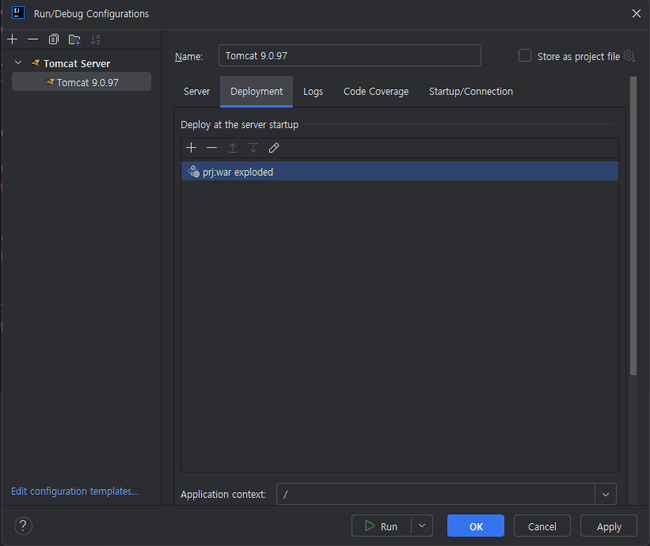 Run/Debug Configurations
Tomcat Server
Tomcat 9.0.97
Name: Tomcat 9.0.97 Store as project file
Server Deployment Logs Code Coverage Startup/Connection
Deploy at the server startup
prj:war exploded
Application context: /
Edit configuration templates...
? Run OK Cancel Apply